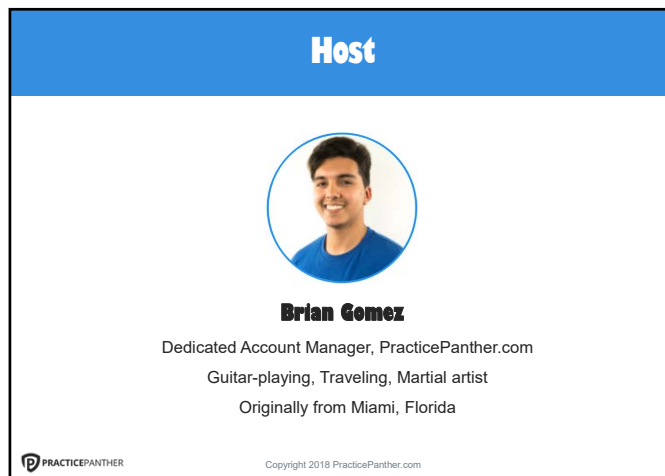 Host
Brian Gomez
Dedicated Account Manager, PracticePanther.com
Guitar-playing, Traveling, Martial artist
Originally from Miami, Florida
PRACTICEPANTHER
Copyright 2018 PracticePanther.com